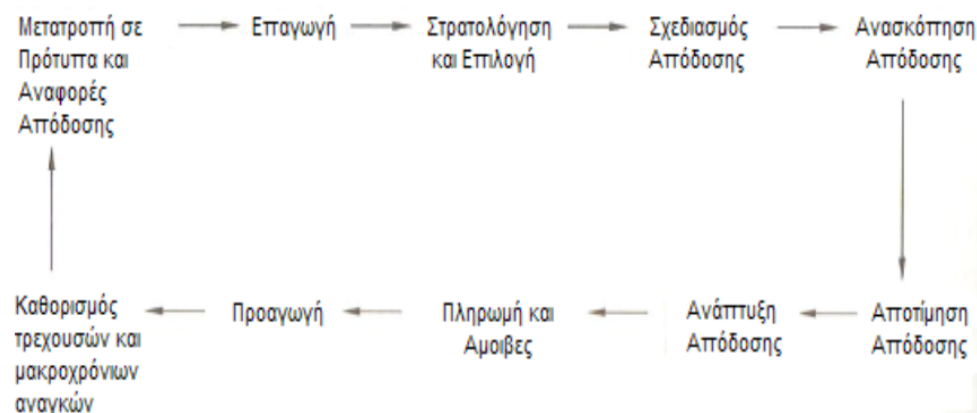 Μετατροπή σε
Πρότυπα και
Αναφορές
Απόδοσης
Επαγωγή
Στρατολόγηση
και Επιλογή
Σχεδιασμός
Απόδοσης
Ανασκόπηση
Απόδοσης
Αποτίμηση
Απόδοσης
Ανάπτυξη
Απόδοσης
Πληρωμή και
Αμοιβες
Προαγωγή
Καθορισμός
τρεχουσών και
μακροχρόνιων
αναγκών